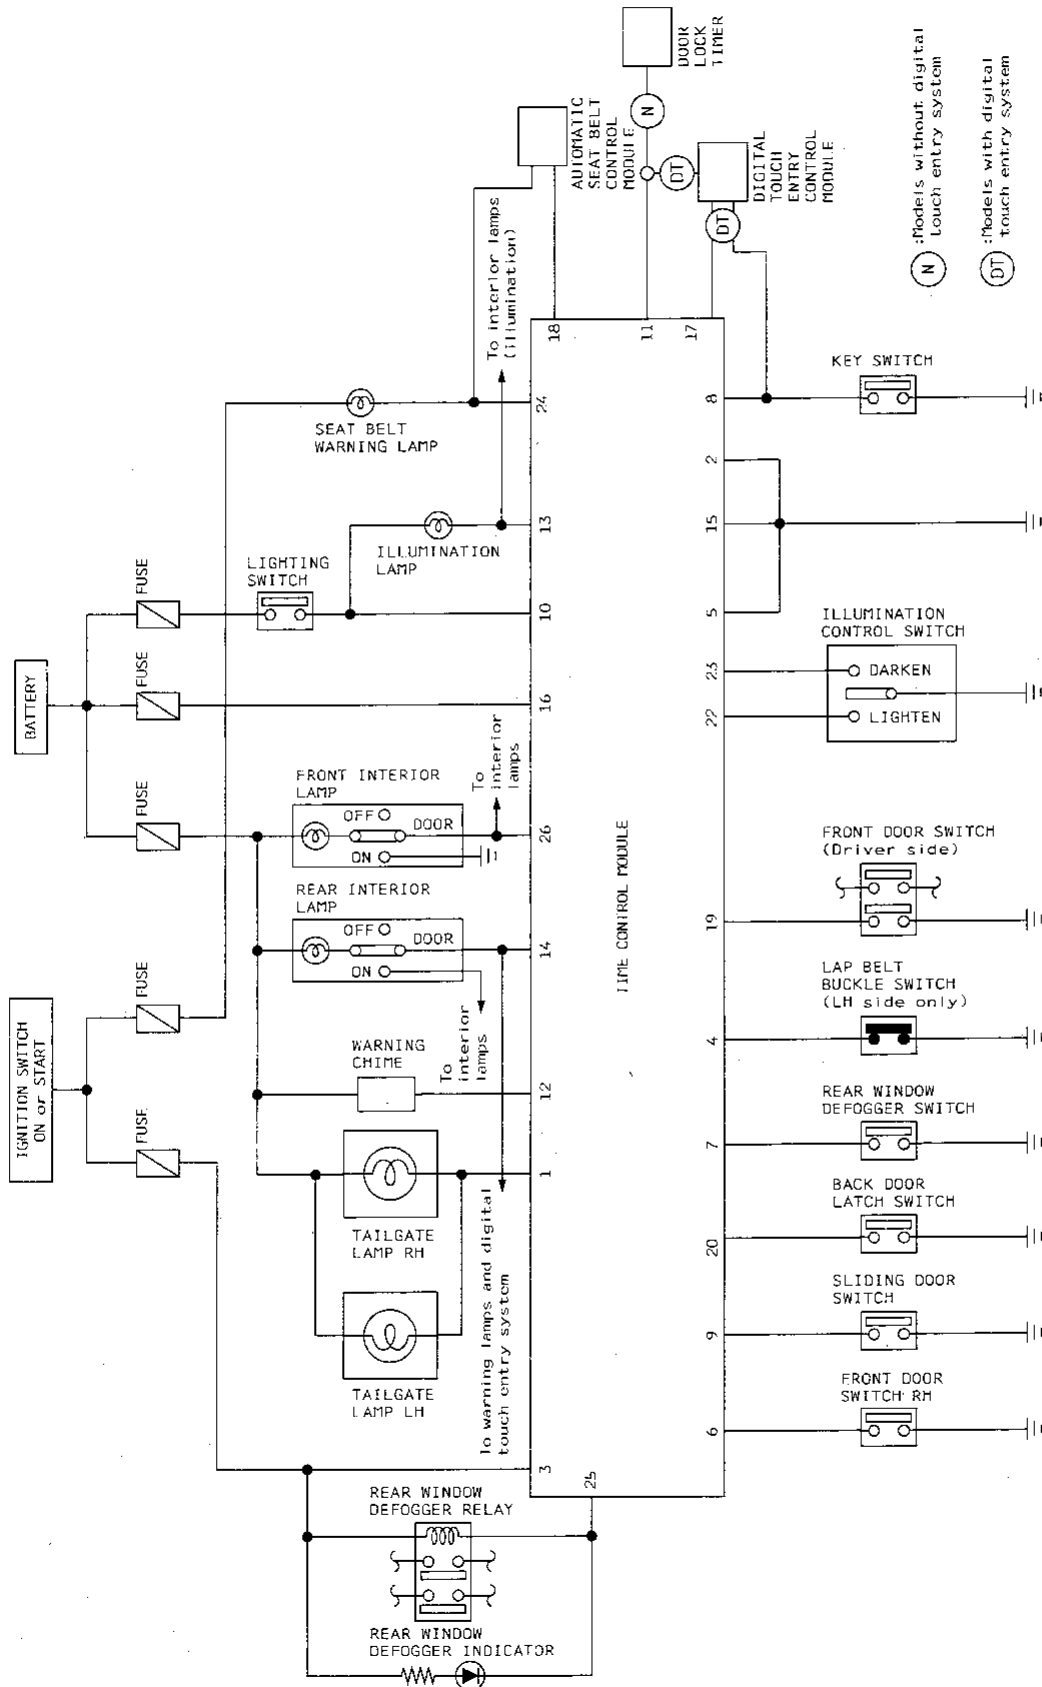 DOOR
LOCK
TIMER
N
:Models without digital
touch entry system
DT
:Models with digital
touch entry system
AUTOMATIC
SEAT BELT
CONTROL
MODULE
N
DT
DIGITAL
TOUCH
ENTRY
CONTROL
MODULE
DT
To interior lamps
(illumination)
18
11
17
SEAT BELT
WARNING LAMP
24
8
KEY SWITCH
2
13
15
ILLUMINATION
LAMP
LIGHTING
SWITCH
FUSE
10
5
ILLUMINATION
CONTROL SWITCH
DARKEN
LIGHTEN
23
22
BATTERY
FUSE
16
FUSE
FRONT INTERIOR
LAMP
OFF
DOOR
ON
To
interior
lamps
26
TIME CONTROL MODULE
FRONT DOOR SWITCH
(Driver side)
19
REAR INTERIOR
LAMP
OFF
DOOR
ON
14
To
interior
lamps
LAP BELT
BUCKLE SWITCH
(LH side only)
4
IGNITION SWITCH
ON or START
FUSE
FUSE
WARNING
CHIME
12
REAR WINDOW
DEFOGGER SWITCH
7
1
TAILGATE
LAMP RH
BACK DOOR
LATCH SWITCH
20
To warning lamps and digital
touch entry system
TAILGATE
LAMP LH
SLIDING DOOR
SWITCH
9
FRONT DOOR
SWITCH RH
6
3
25
REAR WINDOW
DEFOGGER RELAY
REAR WINDOW
DEFOGGER INDICATOR